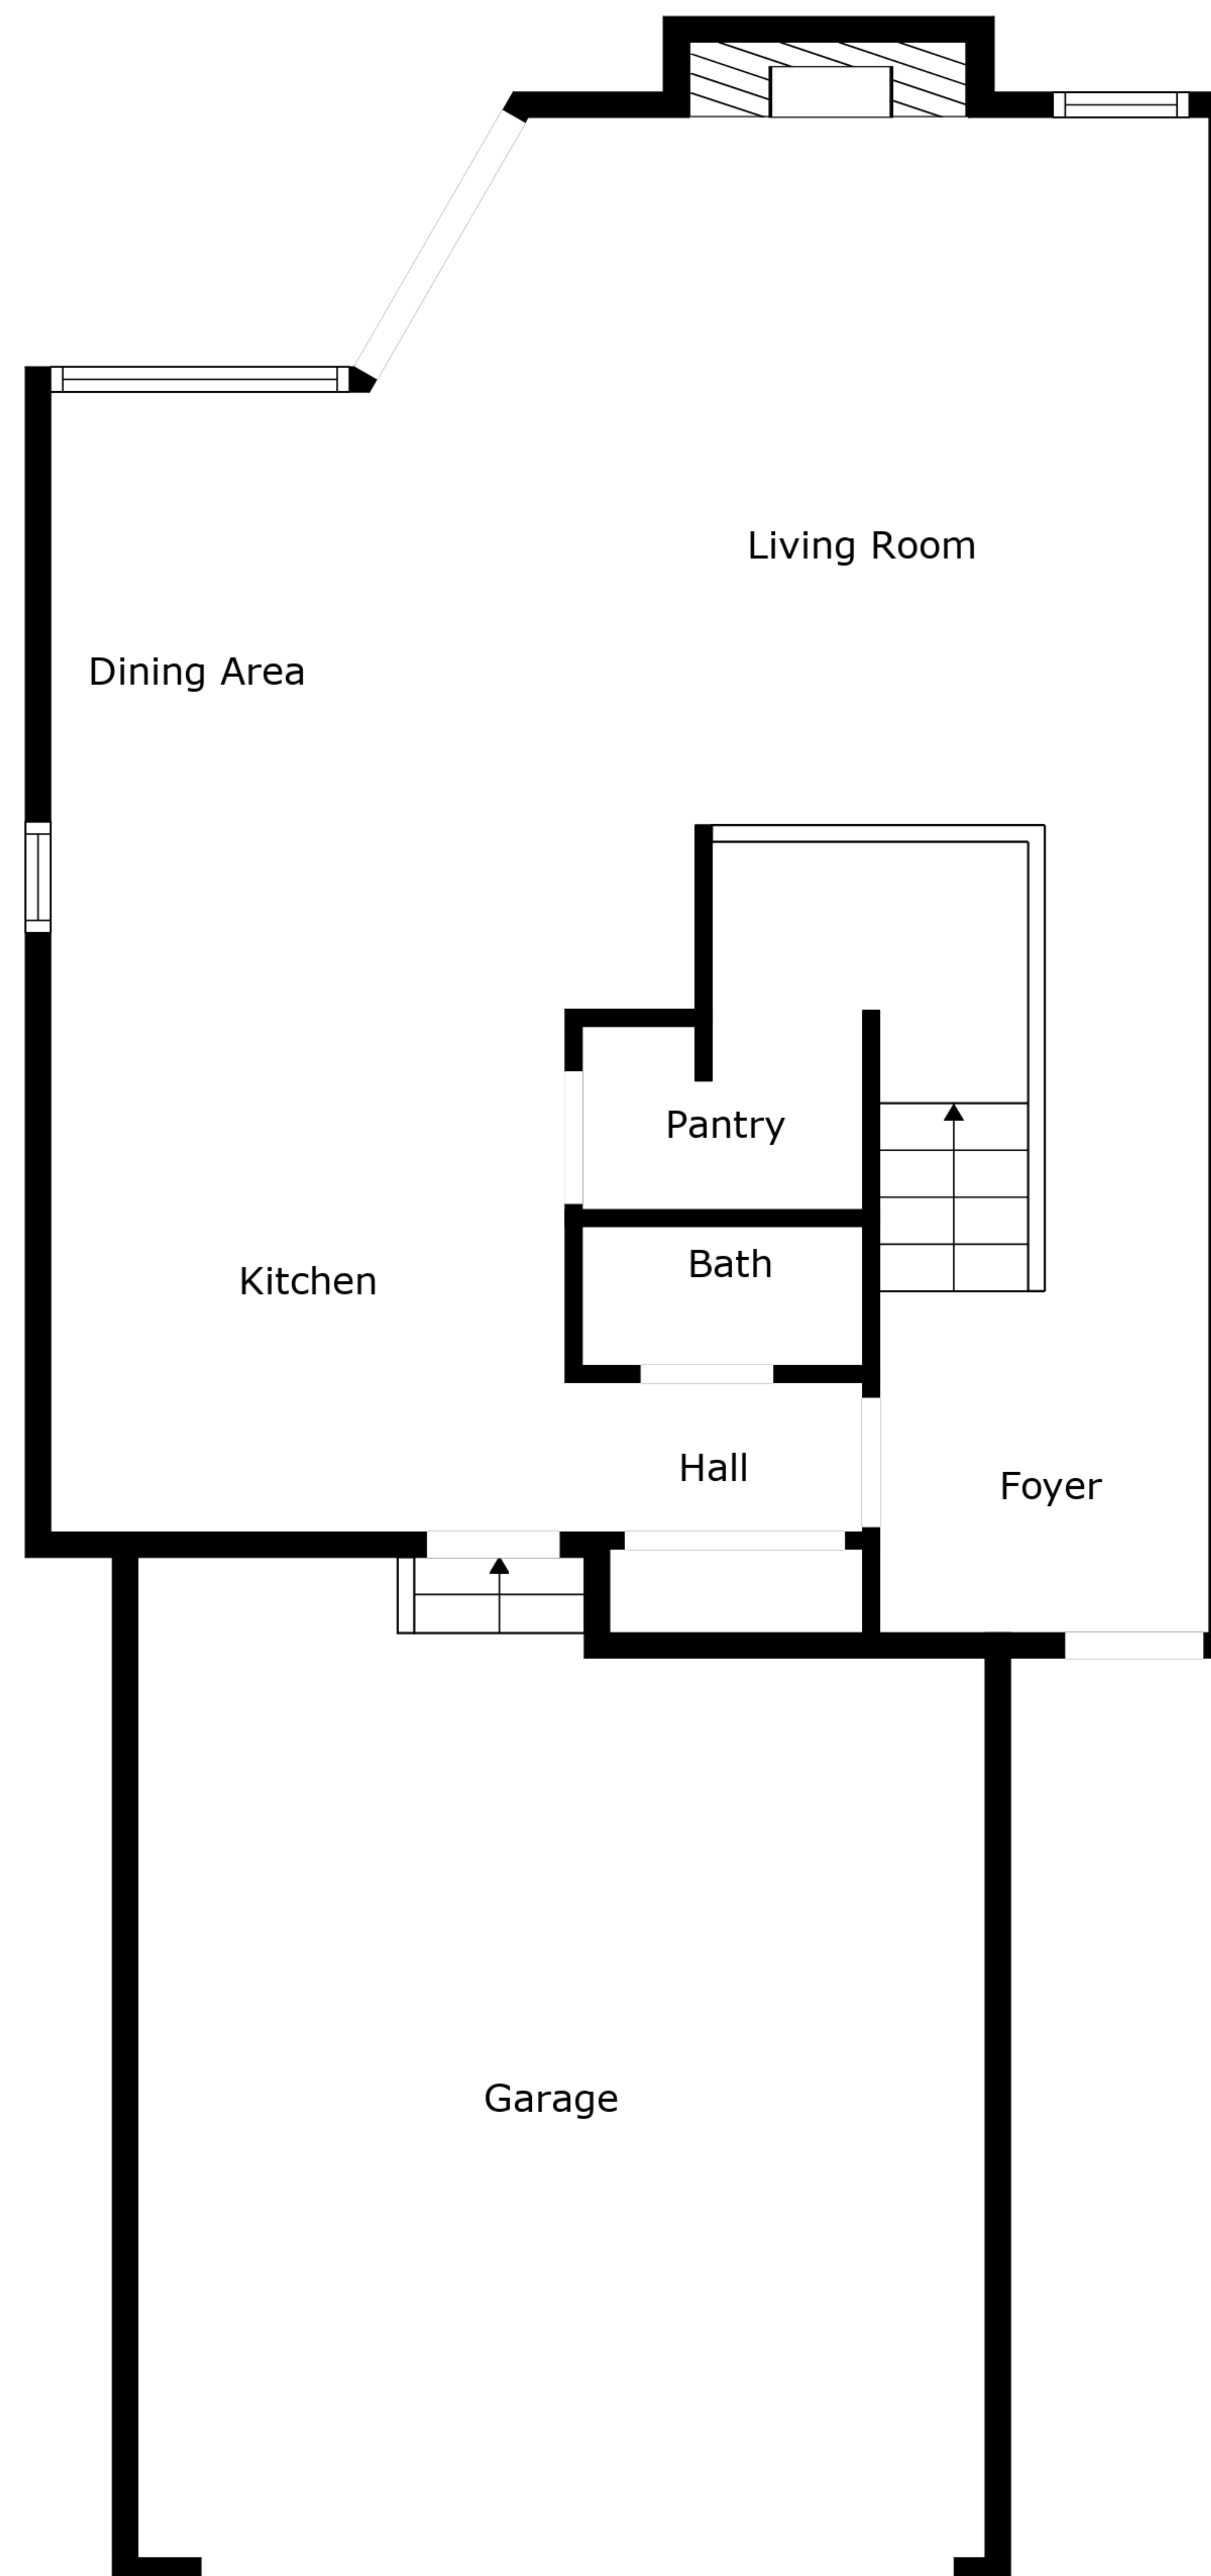 Living Room
Dining Area
Pantry
Bath
Kitchen
Hall
Foyer
Garage